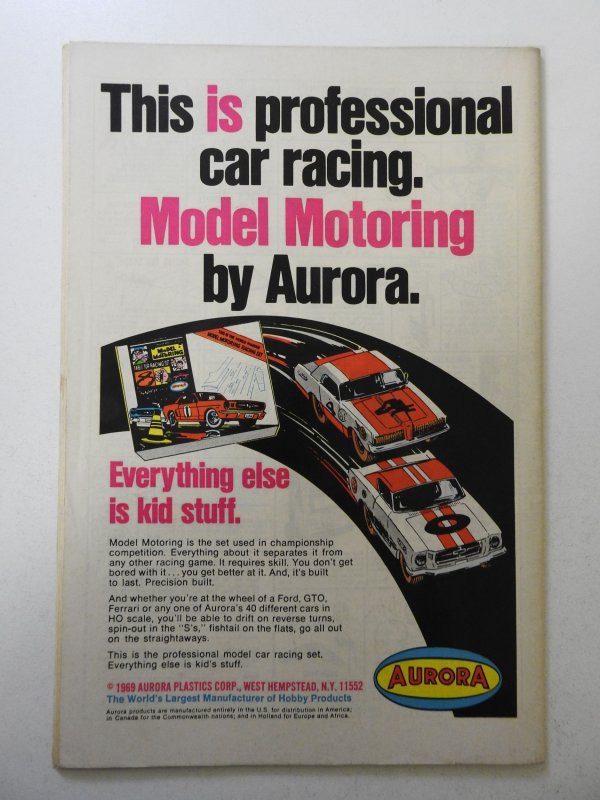 This is professional
car racing.
Model Motoring
by Aurora.
MODEL MOTORING RACING SET
MODEL
MOTORING
Everything else
is kid stuff.
Model Motoring is the set used in championship
competition. Everything about it separates it from
any other racing game. It requires skill. You don't get
bored with it...you get better at it. And, it's built
to last. Precision built.
And whether you're at the wheel of a Ford, GTO,
Ferrari or any one of Aurora's 40 different cars in
HO scale, you'll be able to drift on reverse turns,
spin-out in the "S's," fishtail on the flats, go all out
on the straightaways.
This is the professional model car racing set.
Everything else is kid's stuff.
© 1969 AURORA PLASTICS CORP., WEST HEMPSTEAD, N.Y. 11552
The World's Largest Manufacturer of Hobby Products
Aurora products are manufactured entirely in the U.S. for distribution in America;
in Canada for the Commonwealth nations; and in Holland for Europe and Africa.
AURORA